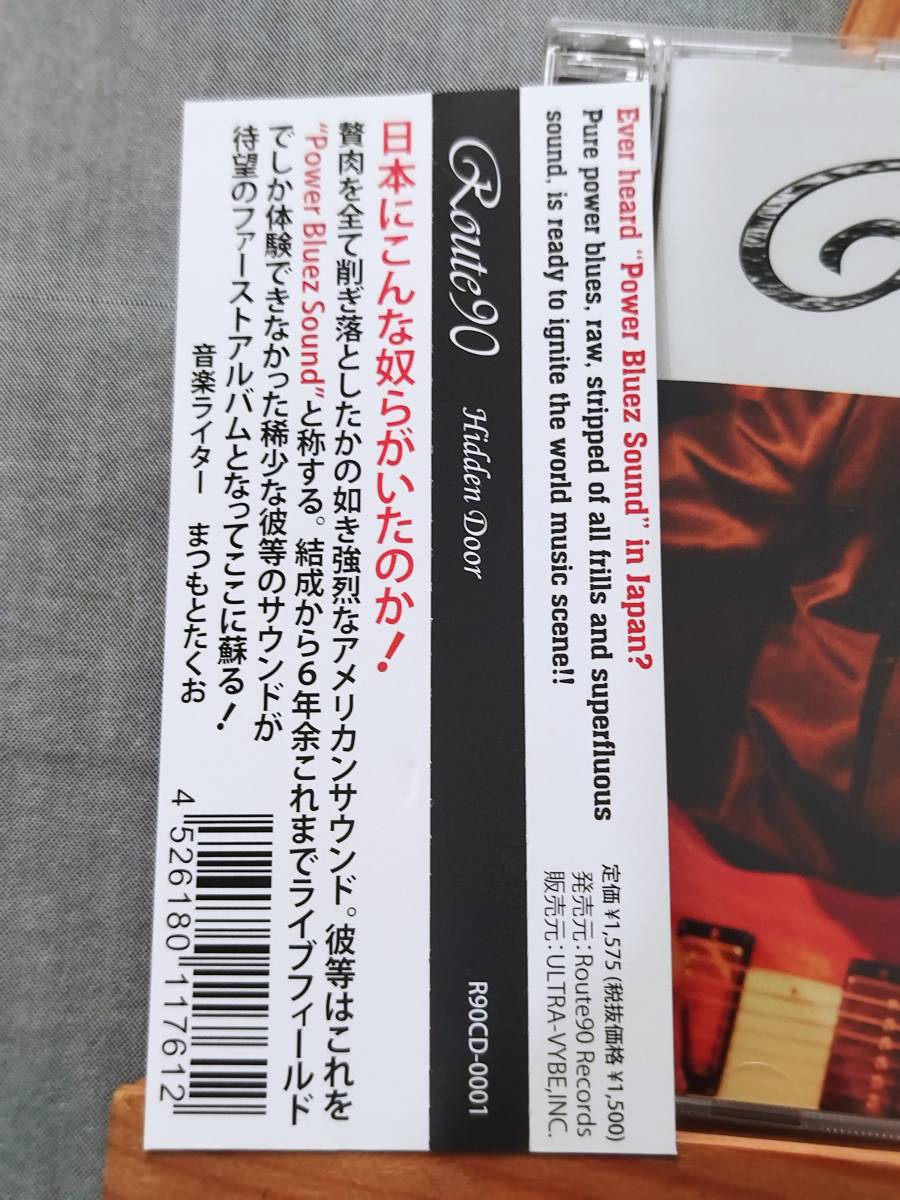 Ever heard “Power Bluez Sound” in Japan?
Pure power blues, raw, stripped of all frills and superfluous
sound, is ready to ignite the world music scene!!
定価 ¥1,575 (税抜価格 ¥1,500)
発売元：Route90 Records
販売元：ULTRA-VYBE,INC.
Route90 Hidden Door R90CD-0001
日本にこんな奴らがいたのか！
贅肉を全て削ぎ落としたかの如き強烈なアメリカンサウンド。彼等はこれを
“Power Bluez Sound”と称する。結成から6年余これまでライブフィールド
でしか体験できなかった稀少な彼等のサウンドが
待望のファーストアルバムとなってここに蘇る！
音楽ライター　まつもとたくお
4 526180 117612